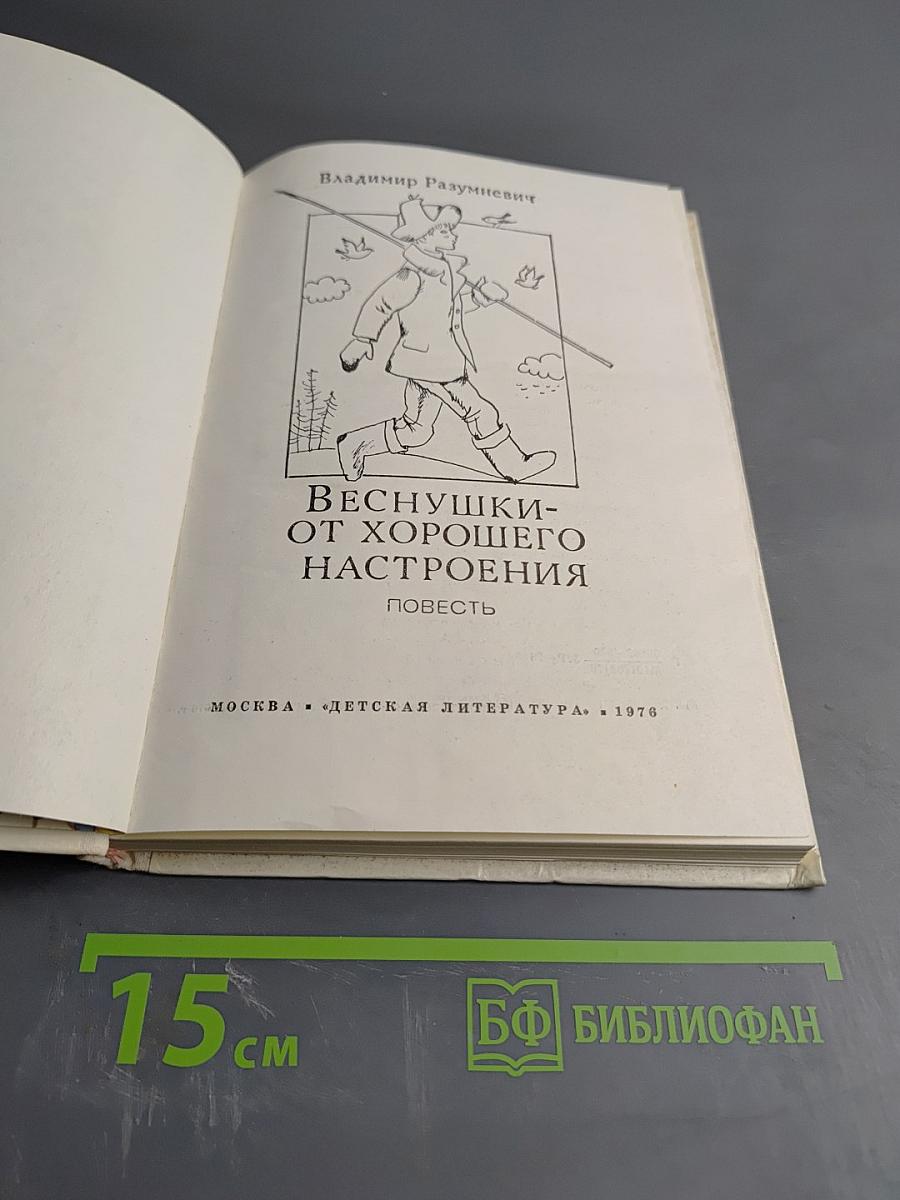 Владимир Разумневич
ВЕСНУШКИ-
ОТ ХОРОШЕГО
НАСТРОЕНИЯ
ПОВЕСТЬ
МОСКВА ▪ «ДЕТСКАЯ ЛИТЕРАТУРА» ▪ 1976
15 см
БФ БИБЛИОФАН